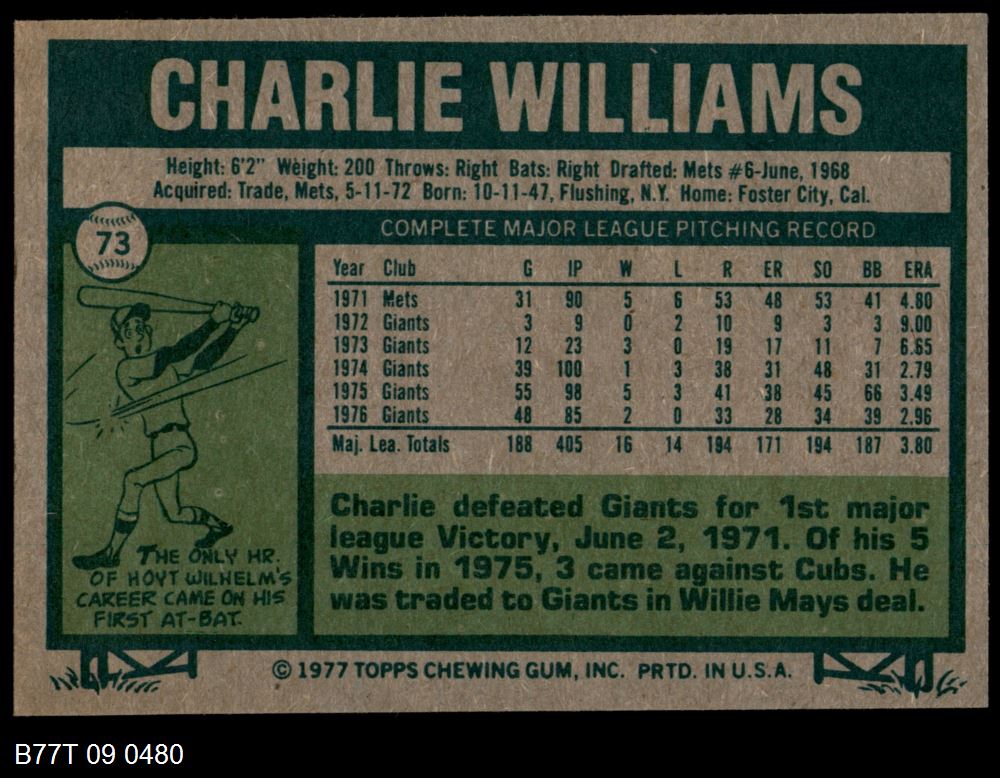 CHARLIE WILLIAMS
Height: 6'2" Weight: 200 Throws: Right Bats: Right Drafted: Mets #6-June, 1968
Acquired: Trade, Mets, 5-11-72 Born: 10-11-47, Flushing, N.Y. Home: Foster City, Cal.
73
COMPLETE MAJOR LEAGUE PITCHING RECORD
Year Club G IP W L R ER SO BB ERA
1971 Mets 31 90 5 6 53 48 53 41 4.80
1972 Giants 3 9 0 2 10 9 3 3 9.00
1973 Giants 12 23 3 0 19 17 11 7 6.65
1974 Giants 39 100 1 3 38 31 48 31 2.79
1975 Giants 55 98 5 3 41 38 45 66 3.49
1976 Giants 48 85 2 0 33 28 34 39 2.96
Maj. Lea. Totals 188 405 16 14 194 171 194 187 3.80
THE ONLY HR.
OF HOYT WILHELM'S
CAREER CAME ON HIS
FIRST AT-BAT.
Charlie defeated Giants for 1st major
league Victory, June 2, 1971. Of his 5
Wins in 1975, 3 came against Cubs. He
was traded to Giants in Willie Mays deal.
© 1977 TOPPS CHEWING GUM, INC. PRTD. IN U.S.A.
B77T 09 0480